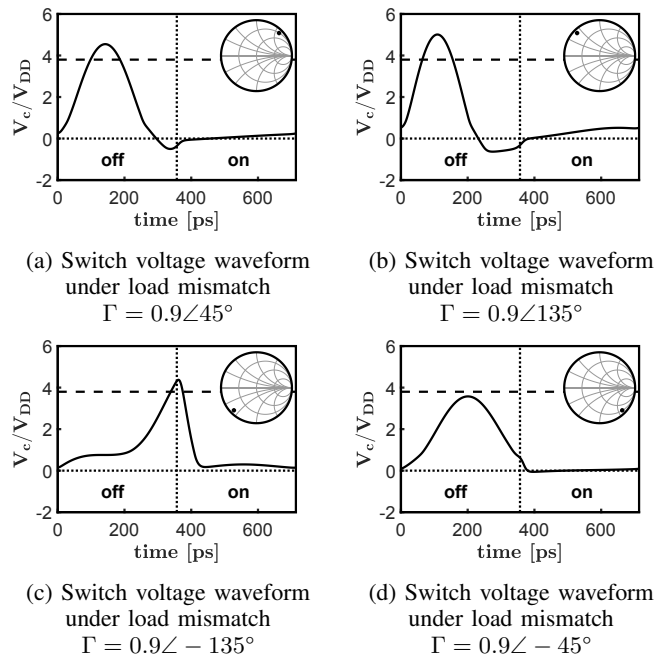 6
4
2
0
-2
V_c/V_DD
off
on
0 200 400 600
time [ps]
(a) Switch voltage waveform
under load mismatch
Γ = 0.9∠45°
6
4
2
0
-2
V_c/V_DD
off
on
0 200 400 600
time [ps]
(b) Switch voltage waveform
under load mismatch
Γ = 0.9∠135°
6
4
2
0
-2
V_c/V_DD
off
on
0 200 400 600
time [ps]
(c) Switch voltage waveform
under load mismatch
Γ = 0.9∠ − 135°
6
4
2
0
-2
V_c/V_DD
off
on
0 200 400 600
time [ps]
(d) Switch voltage waveform
under load mismatch
Γ = 0.9∠ − 45°